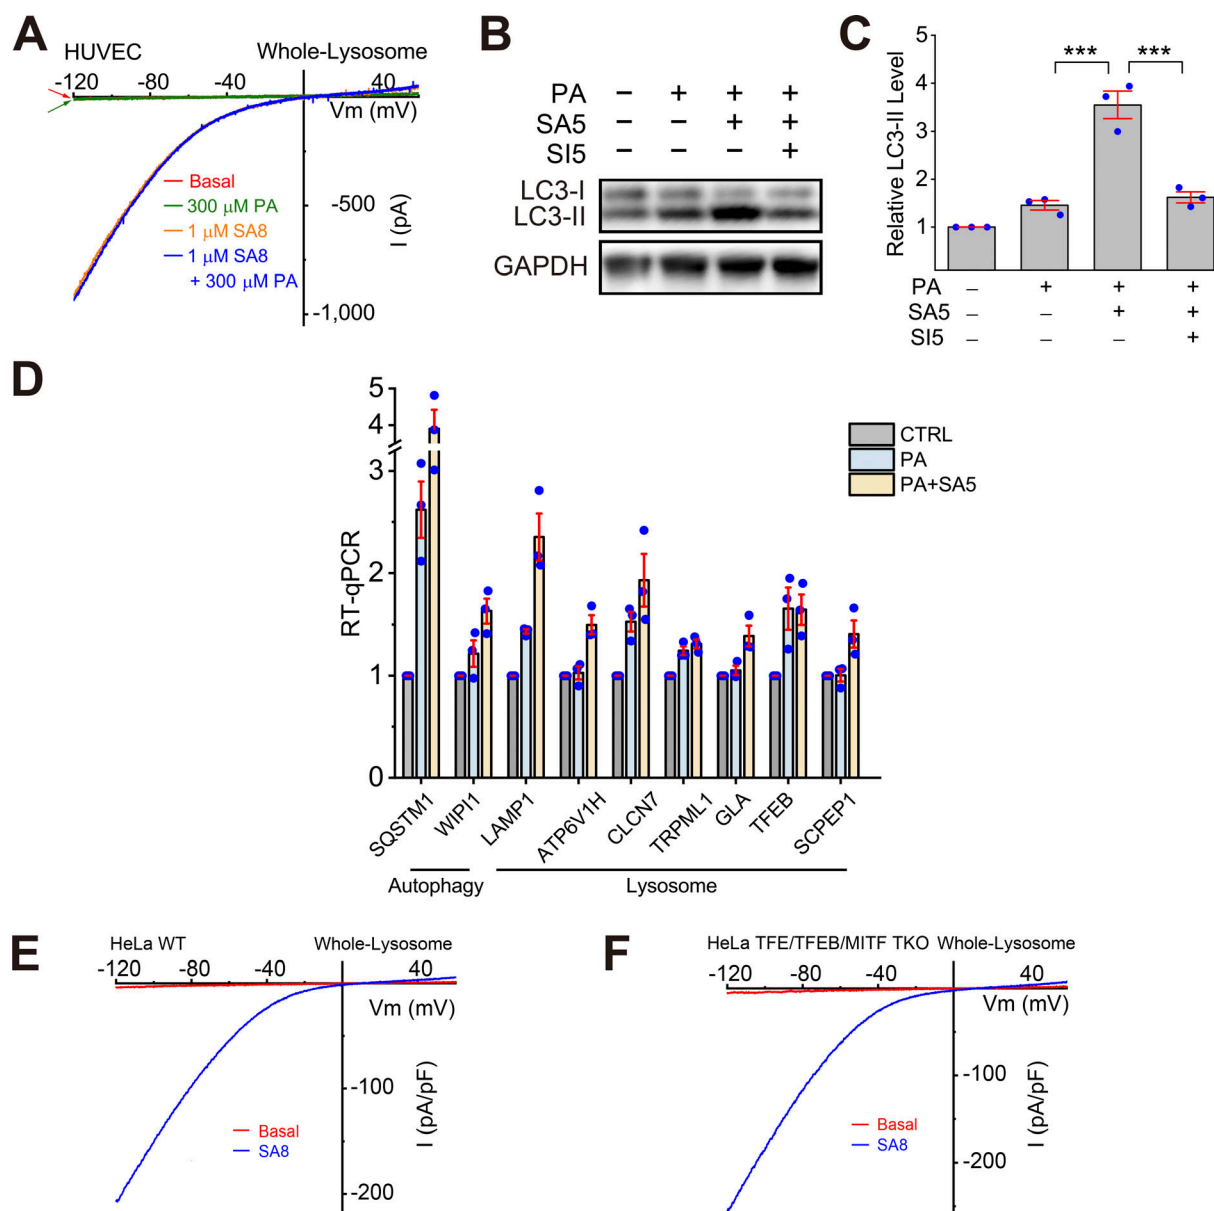 A
HUVEC
Whole-Lysosome
-120 -80 -40 40
Vm (mV)
-500
-1,000
I (pA)
Basal
300 μM PA
1 μM SA8
1 μM SA8
+ 300 μM PA
B
PA – + + +
SA5 – – + +
SI5 – – – +
LC3-I
LC3-II
GAPDH
C
Relative LC3-II Level
5
4
3
2
1
*** ***
PA – + + +
SA5 – – + +
SI5 – – – +
D
RT-qPCR
5
4
3
2
1
0
CTRL
PA
PA+SA5
SQSTM1
WIPI1
LAMP1
ATP6V1H
CLCN7
TRPML1
GLA
TFEB
SCPEP1
Autophagy
Lysosome
E
HeLa WT
Whole-Lysosome
-120 -80 -40 40
Vm (mV)
-100
-200
I (pA/pF)
Basal
SA8
F
HeLa TFE/TFEB/MITF TKO Whole-Lysosome
-120 -80 -40 40
Vm (mV)
-100
-200
I (pA/pF)
Basal
SA8